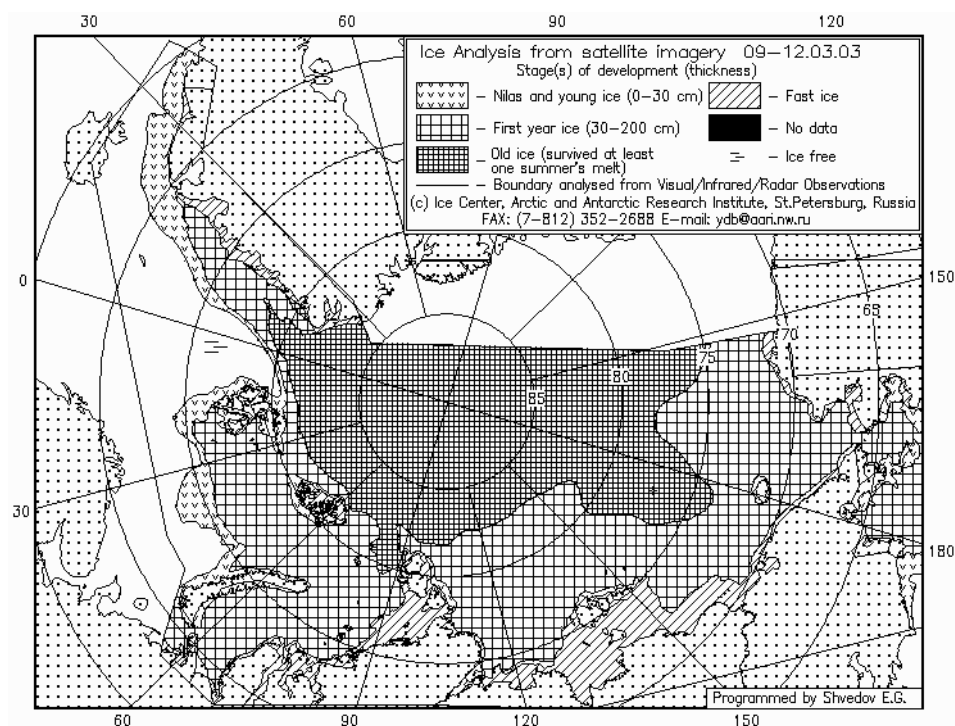 30
60
90
120
Ice Analysis from satellite imagery 09-12.03.03
Stage(s) of development (thickness)
- Nilas and young ice (0-30 cm)
- Fast ice
- First year ice (30-200 cm)
- No data
- Old ice (survived at least
one summer's melt)
- Ice free
- Boundary analysed from Visual/Infrared/Radar Observations
(c) Ice Center, Arctic and Antarctic Research Institute, St.Petersburg, Russia
FAX: (7-812) 352-2688 E-mail: ydb@aari.nw.ru
0
150
65
70
75
80
85
30
180
Programmed by Shvedov E.G.
60
90
120
150